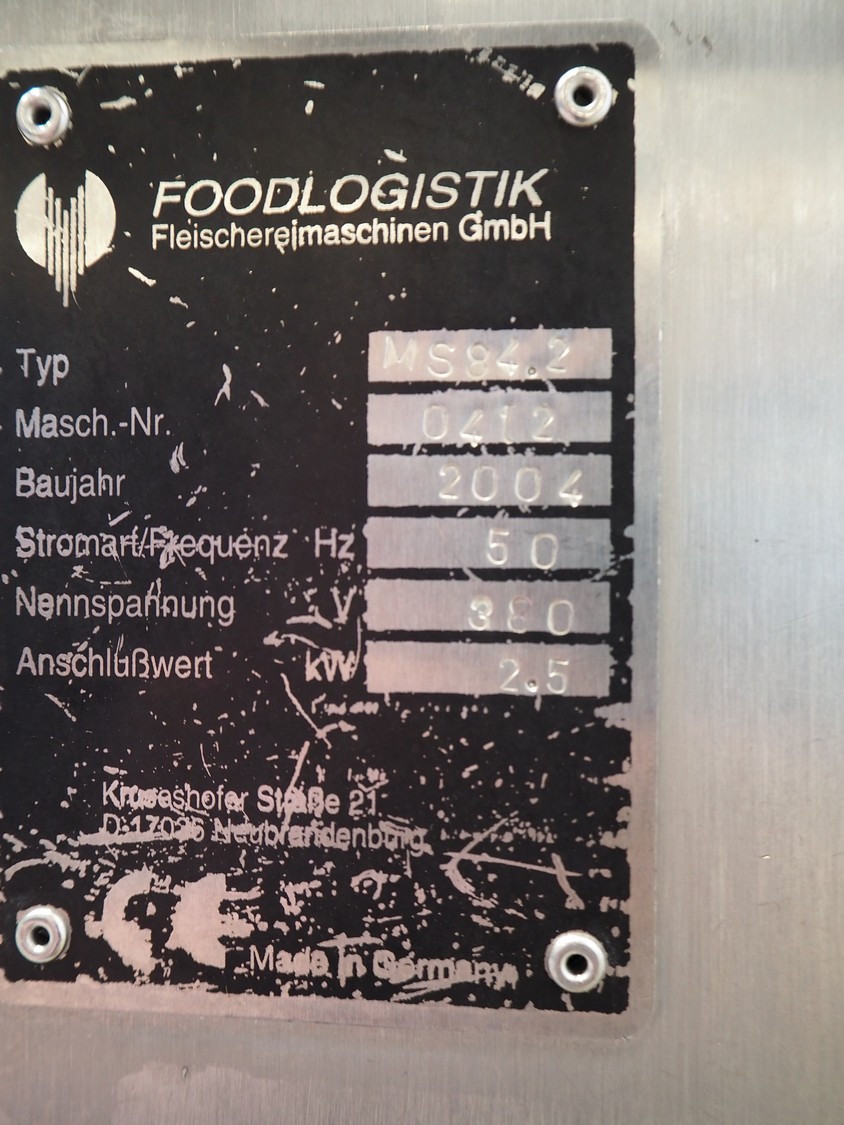 FOODLOGISTIK
Fleischereimaschinen GmbH
Typ MS84.2
Masch.-Nr. 0412
Baujahr 2004
Stromart/Frequenz Hz 50
Nennspannung V 380
Anschlußwert kW 2.5
Kruseshofer Straße 21
D-17036 Neubrandenburg
CE
Made in Germany